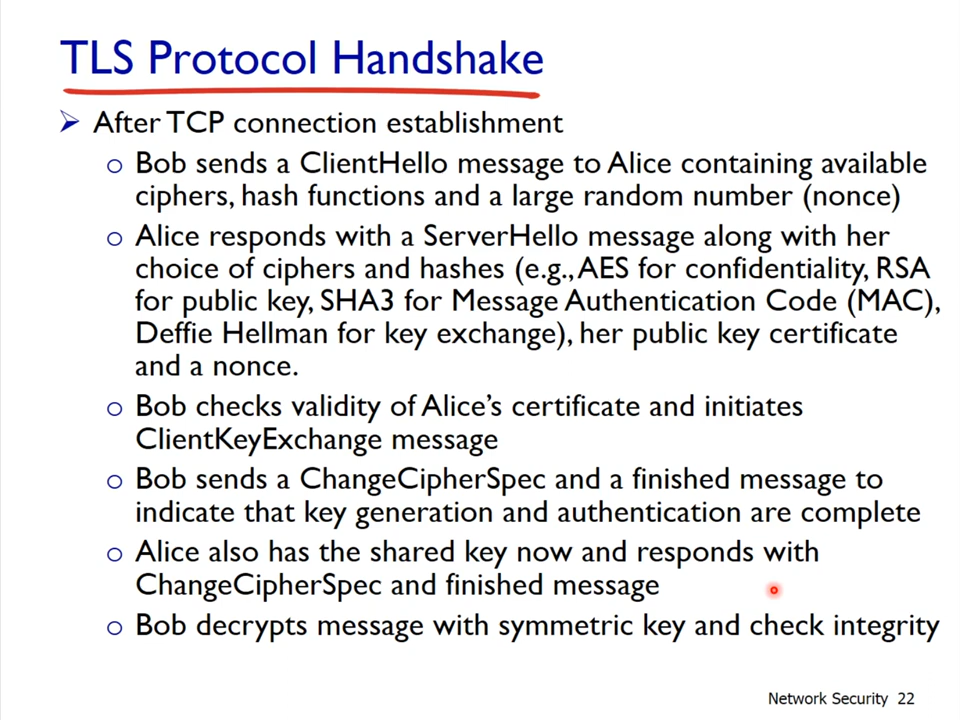 TLS Protocol Handshake
After TCP connection establishment
Bob sends a ClientHello message to Alice containing available
ciphers, hash functions and a large random number (nonce)
Alice responds with a ServerHello message along with her
choice of ciphers and hashes (e.g., AES for confidentiality, RSA
for public key, SHA3 for Message Authentication Code (MAC),
Deffie Hellman for key exchange), her public key certificate
and a nonce.
Bob checks validity of Alice's certificate and initiates
ClientKeyExchange message
Bob sends a ChangeCipherSpec and a finished message to
indicate that key generation and authentication are complete
Alice also has the shared key now and responds with
ChangeCipherSpec and finished message
Bob decrypts message with symmetric key and check integrity
Network Security 22